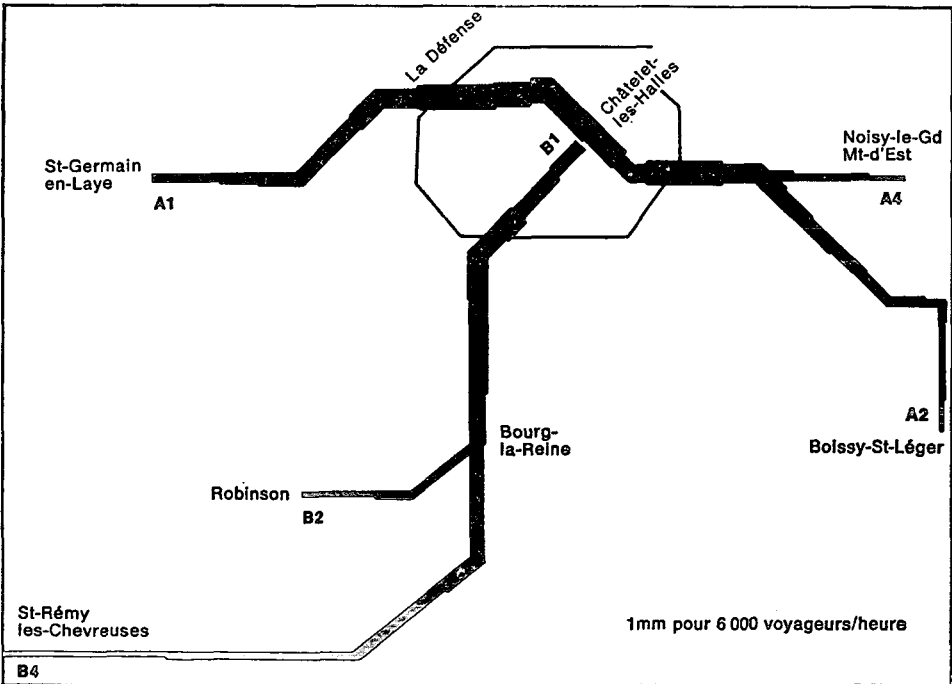 La Défense
Châtelet-
les-Halles
B1
Noisy-le-Gd
Mt-d'Est
A4
St-Germain
en-Laye
A1
A2
Boissy-St-Léger
Bourg-
la-Reine
Robinson
B2
St-Rémy
les-Chevreuses
B4
1mm pour 6 000 voyageurs/heure